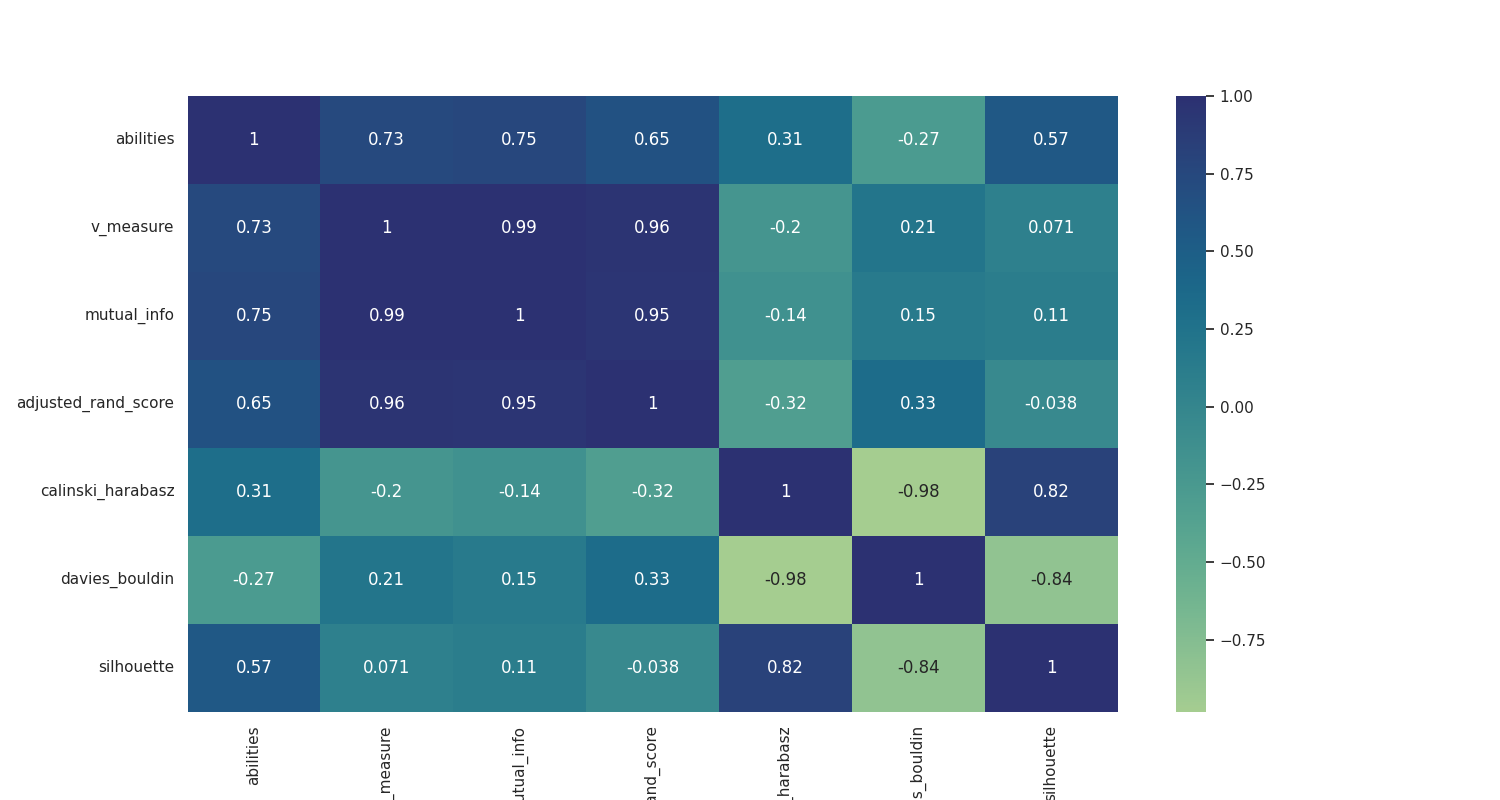 abilities 1 0.73 0.75 0.65 0.31 -0.27 0.57
v_measure 0.73 1 0.99 0.96 -0.2 0.21 0.071
mutual_info 0.75 0.99 1 0.95 -0.14 0.15 0.11
adjusted_rand_score 0.65 0.96 0.95 1 -0.32 0.33 -0.038
calinski_harabasz 0.31 -0.2 -0.14 -0.32 1 -0.98 0.82
davies_bouldin -0.27 0.21 0.15 0.33 -0.98 1 -0.84
silhouette 0.57 0.071 0.11 -0.038 0.82 -0.84 1
abilities
_measure
utual_info
and_score
_harabasz
s_bouldin
silhouette
1.00
0.75
0.50
0.25
0.00
−0.25
−0.50
−0.75